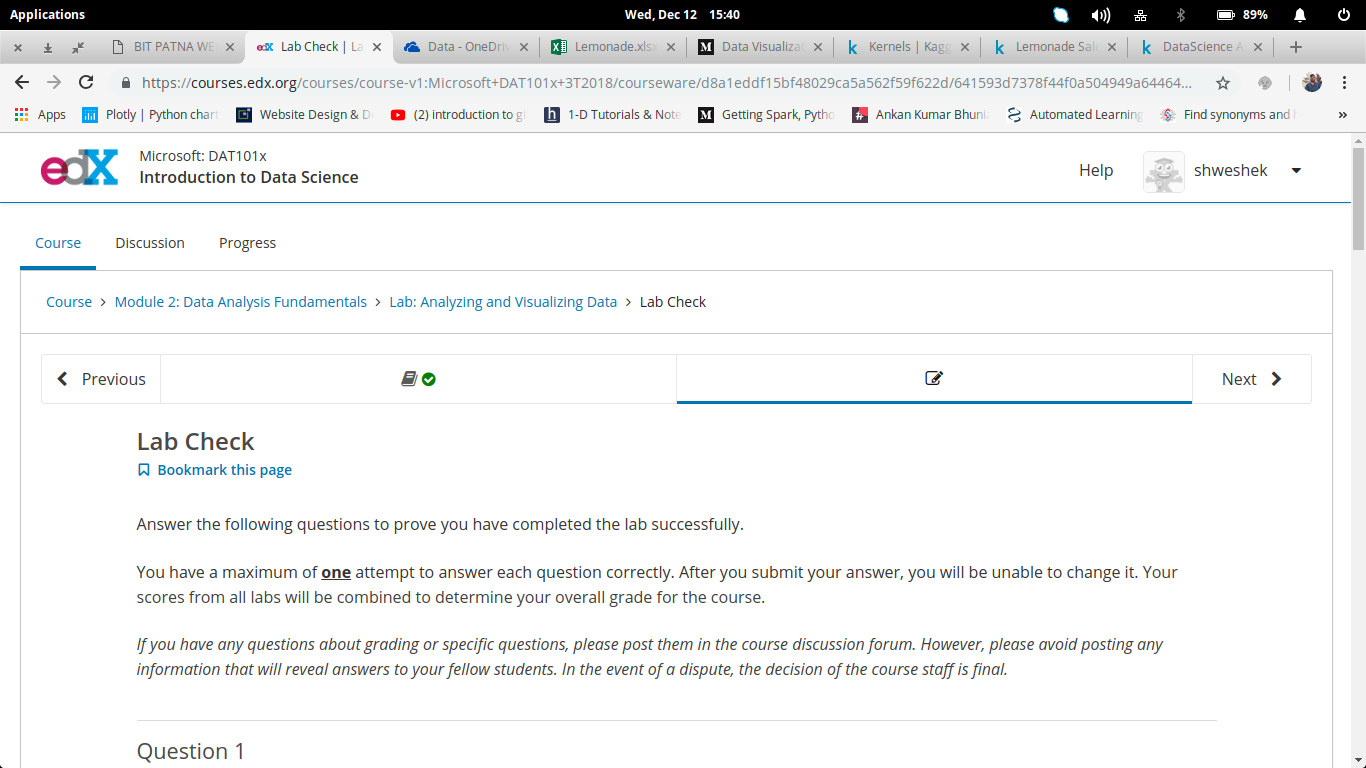 Applications
Wed, Dec 12 15:40
89%
BIT PATNA WE
edX Lab Check | La
Data - OneDriv
Lemonade.xlsx
Data Visualizat
Kernels | Kagg
Lemonade Sal
DataScience A
https://courses.edx.org/courses/course-v1:Microsoft+DAT101x+3T2018/courseware/d8a1eddf15bf48029ca5a562f59f622d/641593d7378f44f0a504949a64464...
Apps
Plotly | Python chart
Website Design & D
(2) introduction to gi
1-D Tutorials & Note
Getting Spark, Pytho
Ankan Kumar Bhuni
Automated Learning
Find synonyms and
»
edX
Microsoft: DAT101x
Introduction to Data Science
Help
shweshek
Course
Discussion
Progress
Course > Module 2: Data Analysis Fundamentals > Lab: Analyzing and Visualizing Data > Lab Check
Previous
Next
Lab Check
Bookmark this page
Answer the following questions to prove you have completed the lab successfully.
You have a maximum of one attempt to answer each question correctly. After you submit your answer, you will be unable to change it. Your
scores from all labs will be combined to determine your overall grade for the course.
If you have any questions about grading or specific questions, please post them in the course discussion forum. However, please avoid posting any
information that will reveal answers to your fellow students. In the event of a dispute, the decision of the course staff is final.
Question 1